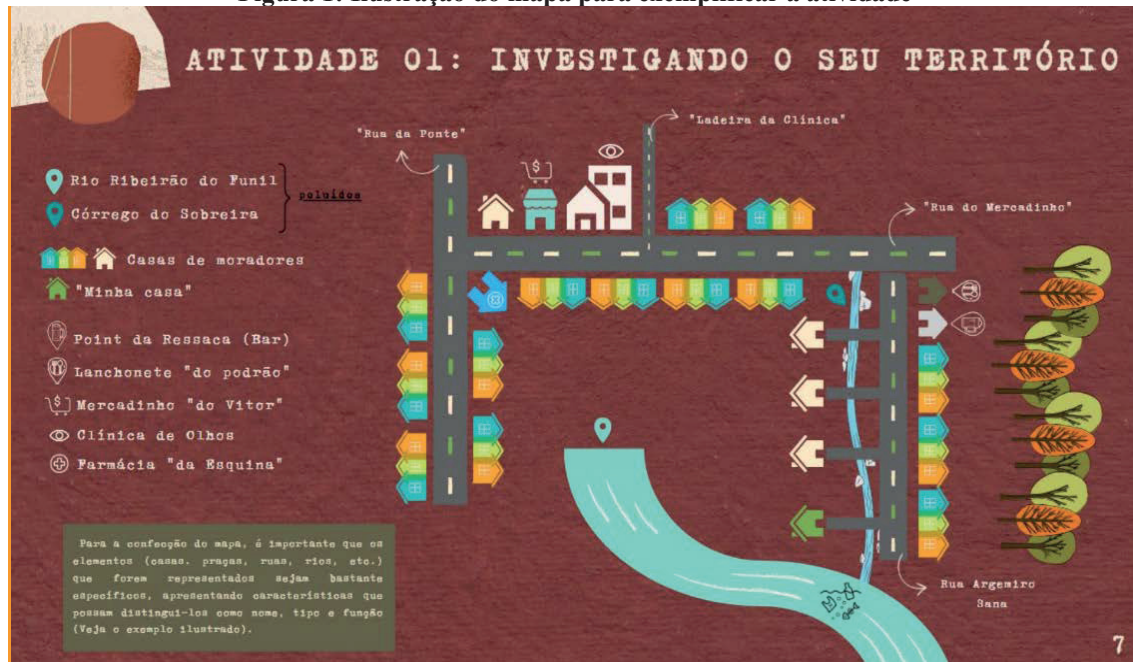 Figura 1: Ilustração do mapa para exemplificar a atividade
ATIVIDADE 01: INVESTIGANDO O SEU TERRITÓRIO
"Rua da Ponte"
"Ladeira da Clínica"
"Rua do Mercadinho"
Rio Ribeirão do Funil
Córrego do Sobreira
poluídos
Casas de moradores
"Minha casa"
Point da Ressaca (Bar)
Lanchonete "do podrão"
Mercadinho "do Vitor"
Clínica de Olhos
Farmácia "da Esquina"
Para a confecção do mapa, é importante que os
elementos (casas. praças, ruas, rios, etc.)
que forem representados sejam bastante
específicos, apresentando características que
possam distingui-los como nome, tipo e função
(Veja o exemplo ilustrado).
Rua Argemiro
Sana
7